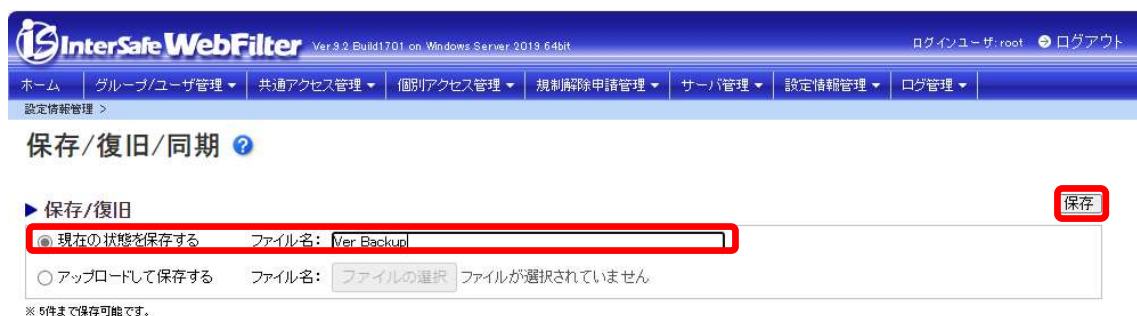 InterSafe WebFilter Ver.9.2 Build1701 on Windows Server 2019 64bit ログインユーザ:root ログアウト
ホーム グループ/ユーザ管理▼ 共通アクセス管理▼ 個別アクセス管理▼ 規制解除申請管理▼ サーバ管理▼ 設定情報管理▼ ログ管理▼
設定情報管理 >
保存/復旧/同期 ?
▶ 保存/復旧 保存
現在の状態を保存する ファイル名: Ver Backup
アップロードして保存する ファイル名: ファイルの選択 ファイルが選択されていません
※ 5件まで保存可能です。